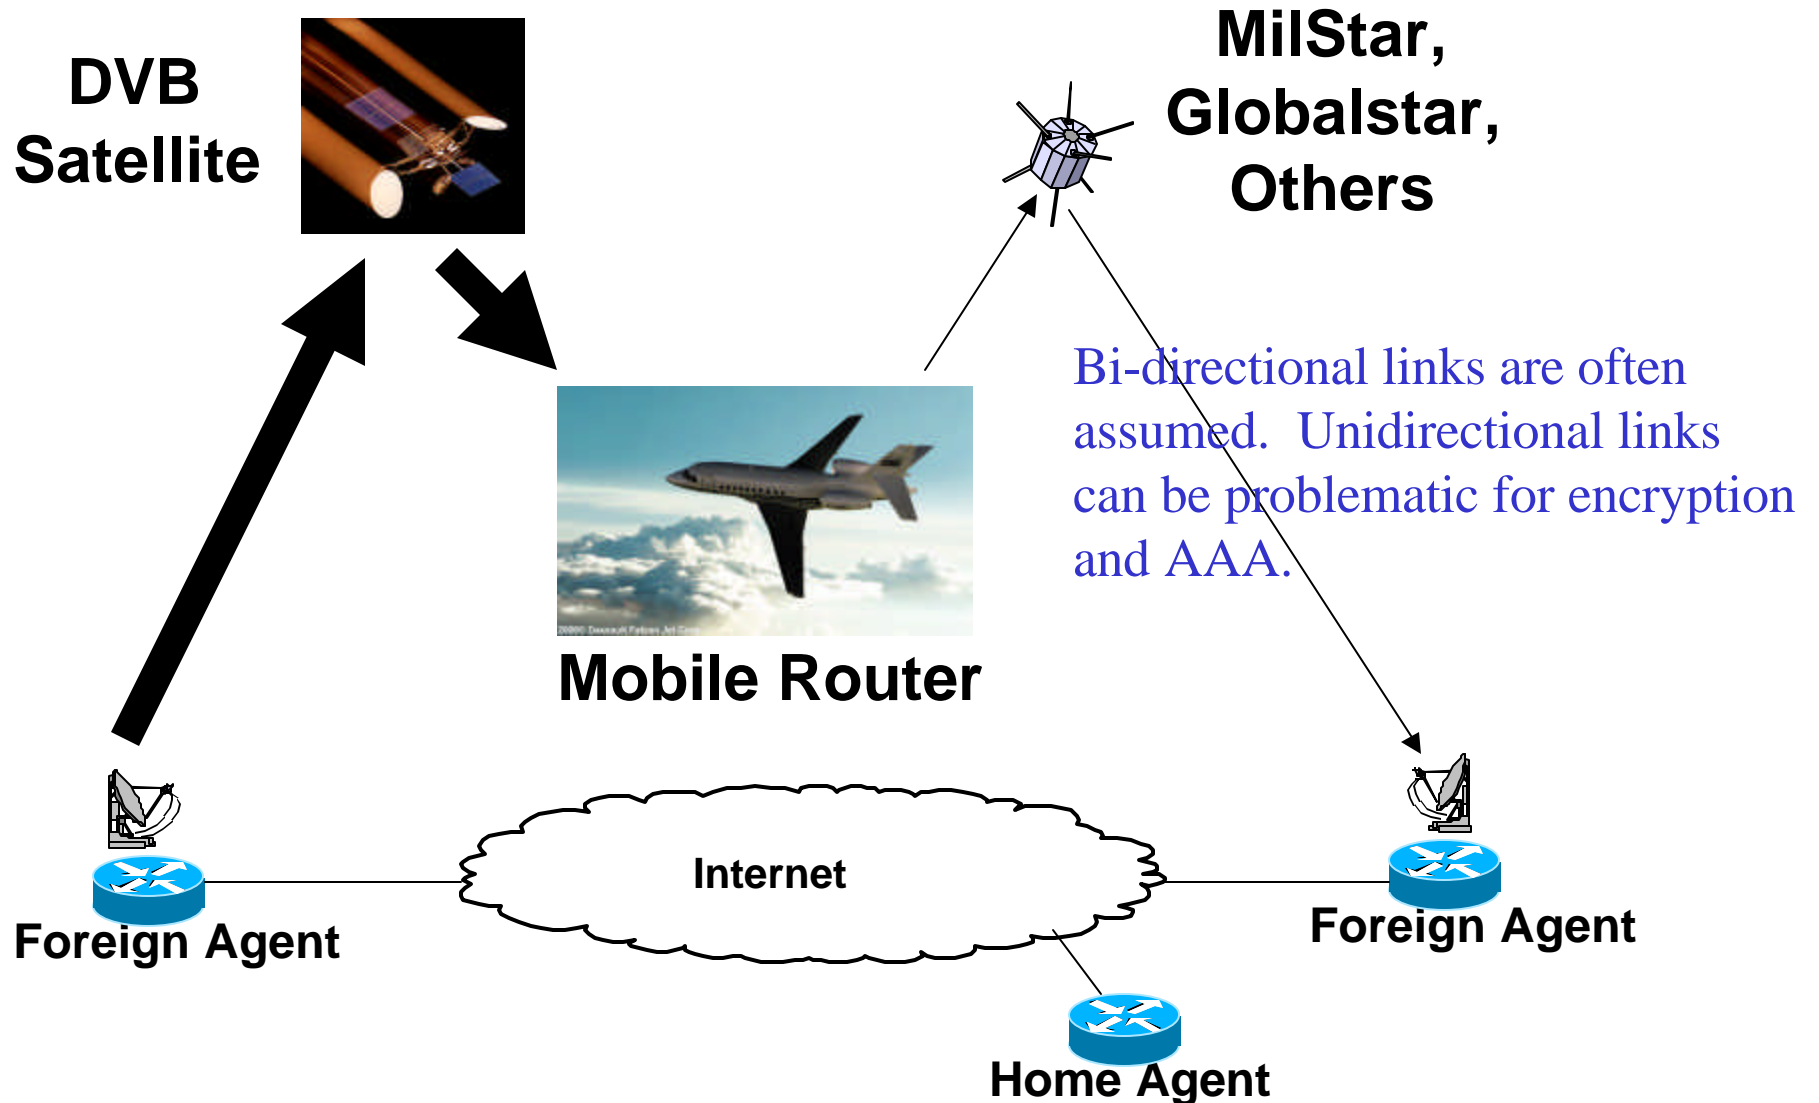 DVB
Satellite
MilStar,
Globalstar,
Others
Bi-directional links are often
assumed.  Unidirectional links
can be problematic for encryption
and AAA.
Mobile Router
Internet
Foreign Agent
Foreign Agent
Home Agent